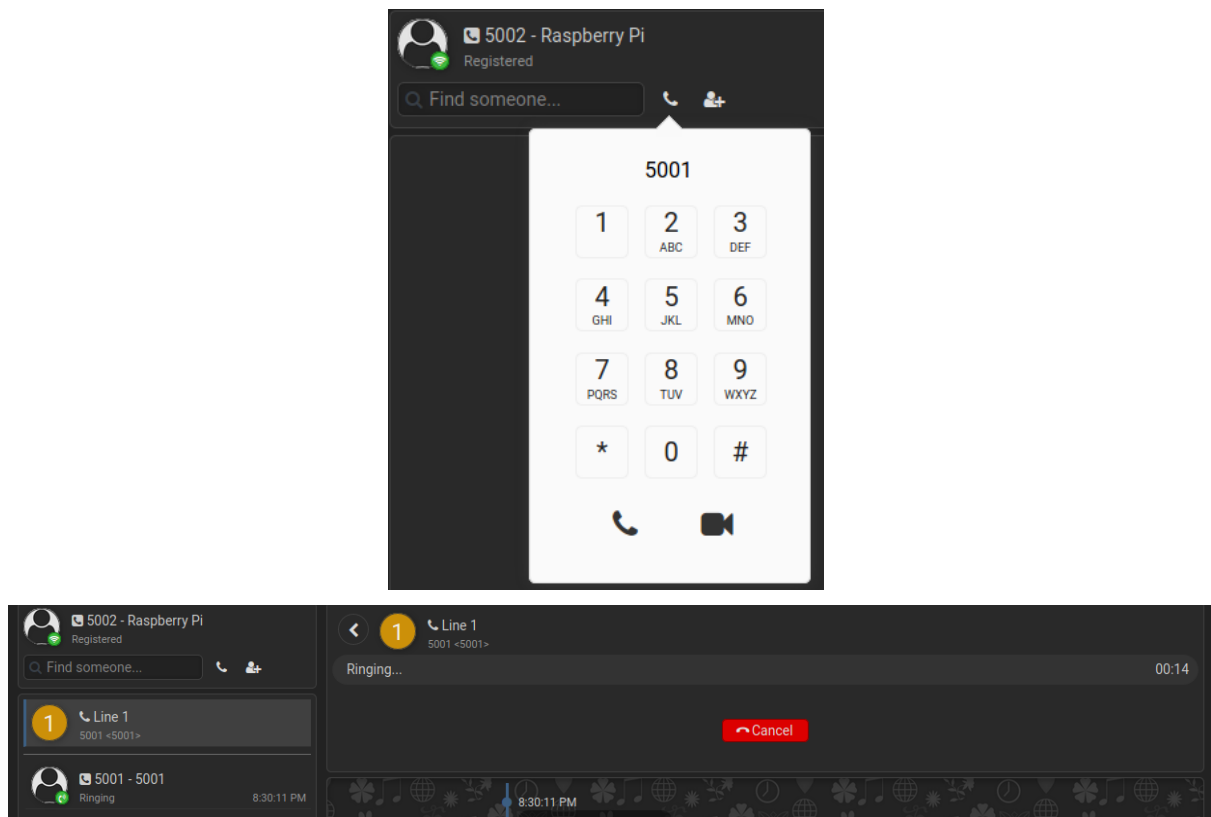 5002 - Raspberry Pi
Registered
Find someone...
5001
1 2 3
ABC DEF
4 5 6
GHI JKL MNO
7 8 9
PQRS TUV WXYZ
* 0 #
5002 - Raspberry Pi
Registered
Find someone...
1 Line 1
5001 <5001>
5001 - 5001
Ringing 8:30:11 PM
1 Line 1
5001 <5001>
Ringing... 00:14
Cancel
8:30:11 PM